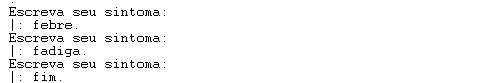 Escreva seu sintoma:
|: febre.
Escreva seu sintoma:
|: fadiga.
Escreva seu sintoma:
|: fim.